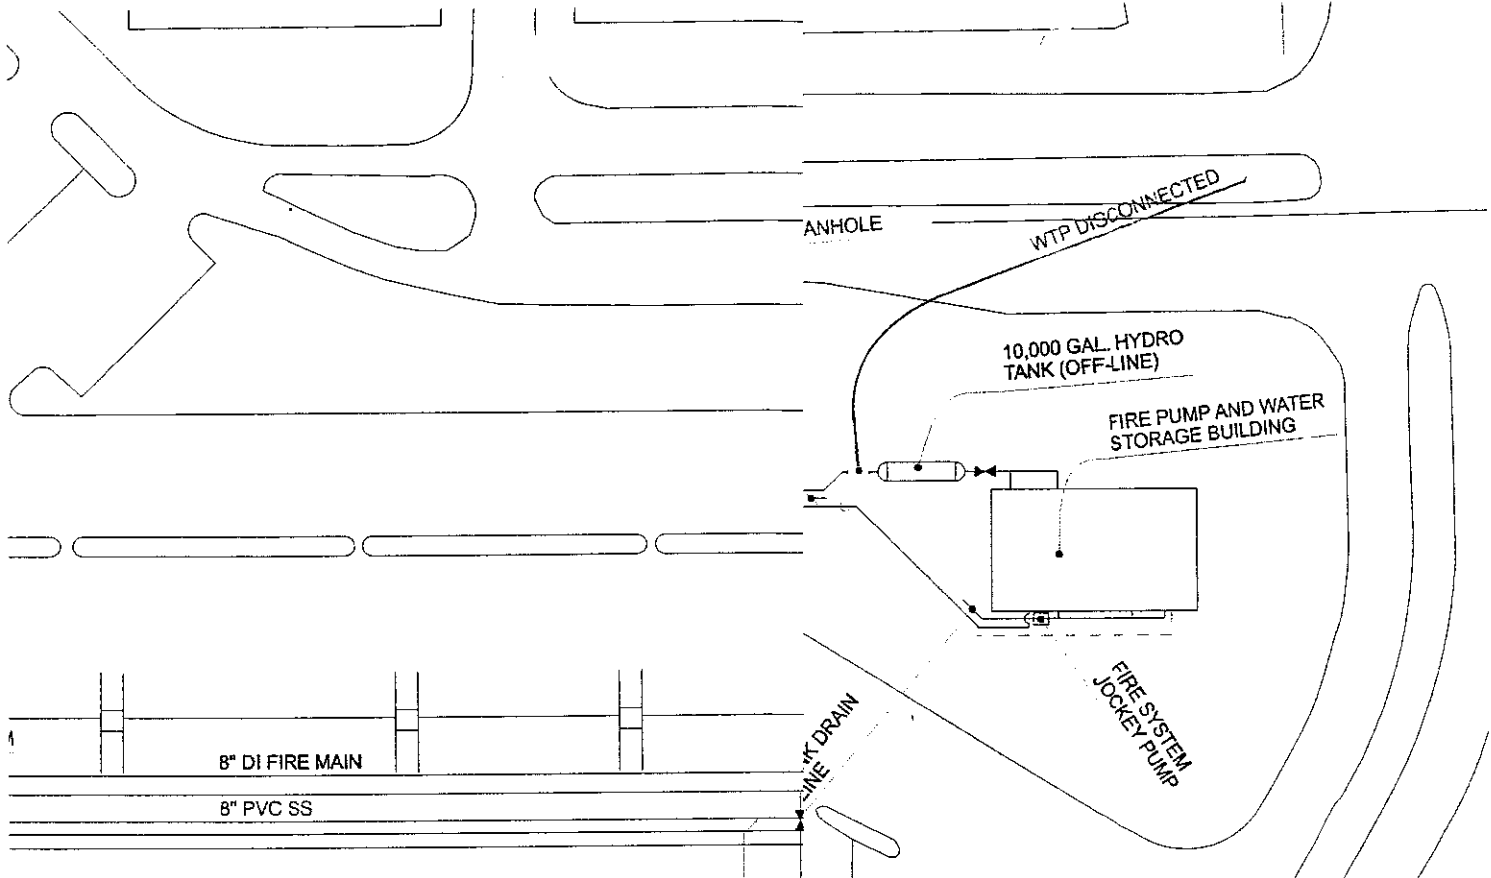 ANHOLE
WTP DISCONNECTED
10,000 GAL. HYDRO
TANK (OFF-LINE)
FIRE PUMP AND WATER
STORAGE BUILDING
FIRE SYSTEM
JOCKEY PUMP
K DRAIN
LINE
8" DI FIRE MAIN
8" PVC SS